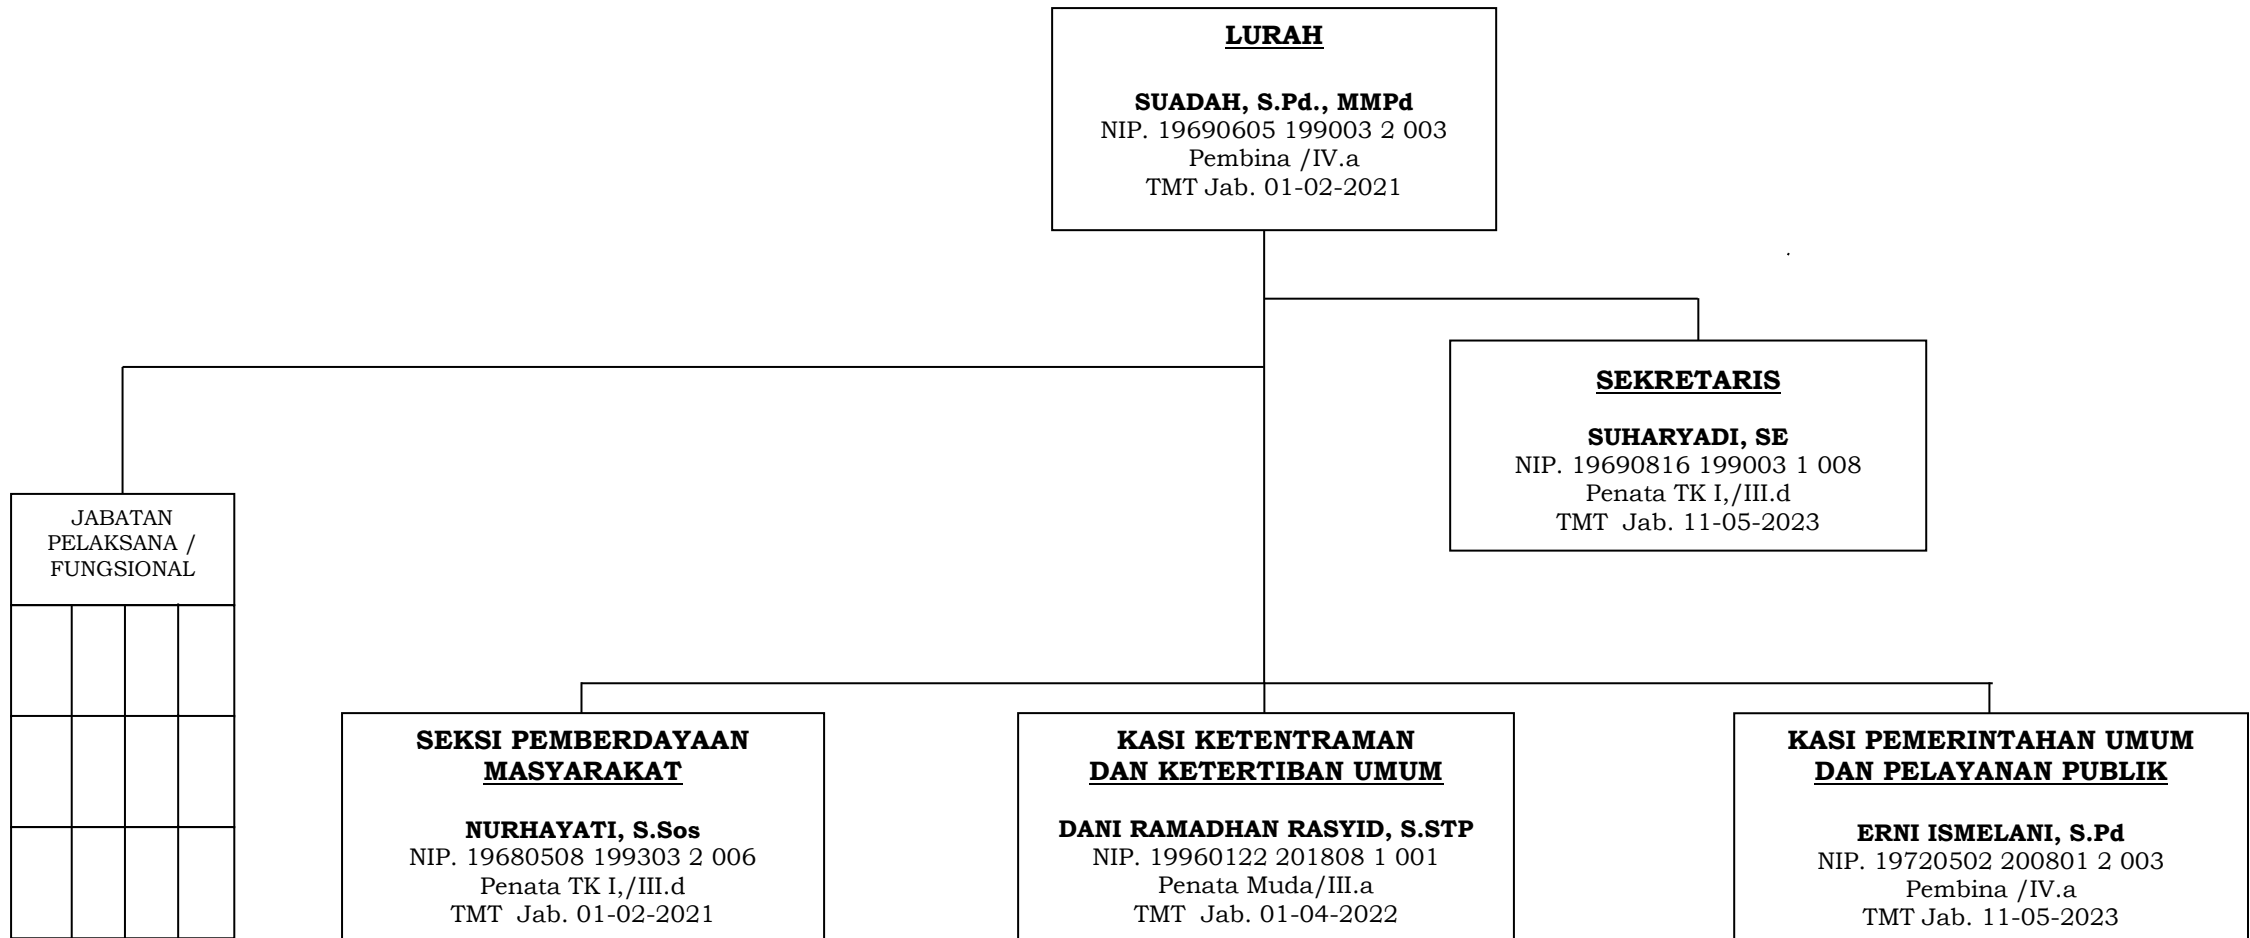 LURAH
SUADAH, S.Pd., MMPd
NIP. 19690605 199003 2 003
Pembina /IV.a
TMT Jab. 01-02-2021
SEKRETARIS
SUHARYADI, SE
NIP. 19690816 199003 1 008
Penata TK I,/III.d
TMT  Jab. 11-05-2023
JABATAN
PELAKSANA /
FUNGSIONAL
SEKSI PEMBERDAYAAN
MASYARAKAT
NURHAYATI, S.Sos
NIP. 19680508 199303 2 006
Penata TK I,/III.d
TMT  Jab. 01-02-2021
KASI KETENTRAMAN
DAN KETERTIBAN UMUM
DANI RAMADHAN RASYID, S.STP
NIP. 19960122 201808 1 001
Penata Muda/III.a
TMT  Jab. 01-04-2022
KASI PEMERINTAHAN UMUM
DAN PELAYANAN PUBLIK
ERNI ISMELANI, S.Pd
NIP. 19720502 200801 2 003
Pembina /IV.a
TMT Jab. 11-05-2023